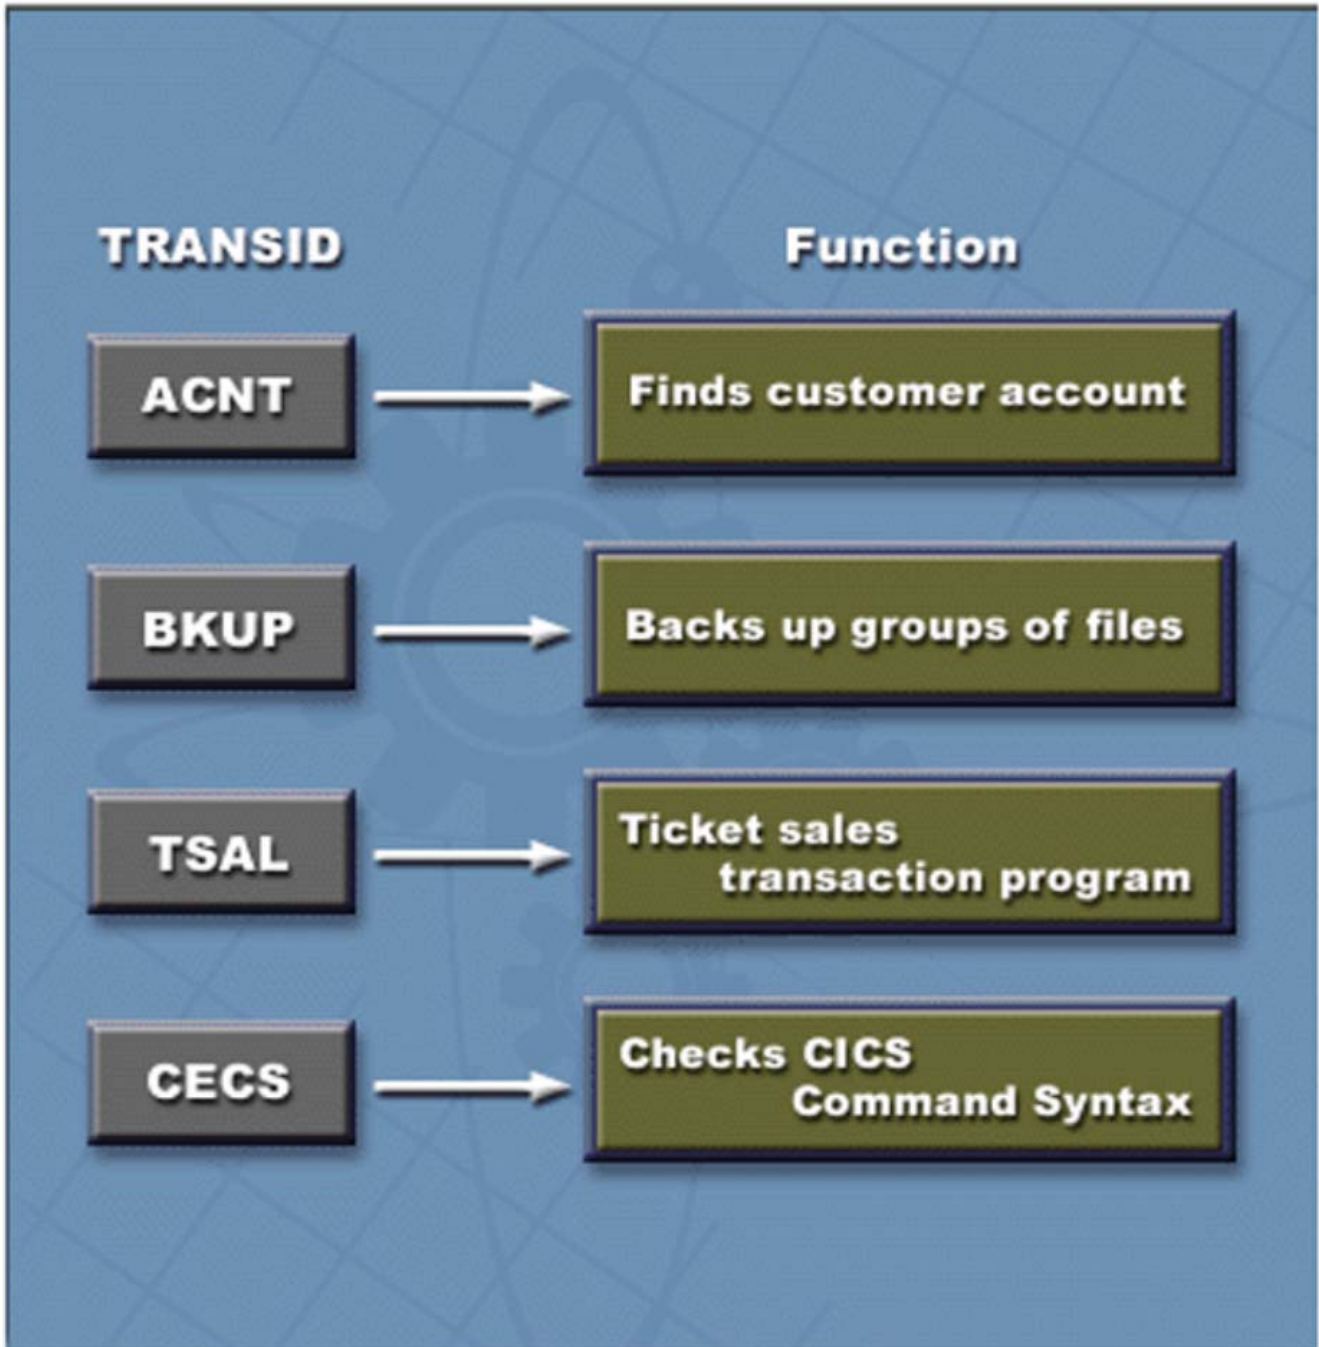 TRANSID Function
ACNT Finds customer account
BKUP Backs up groups of files
TSAL Ticket sales
transaction program
CECS Checks CICS
Command Syntax